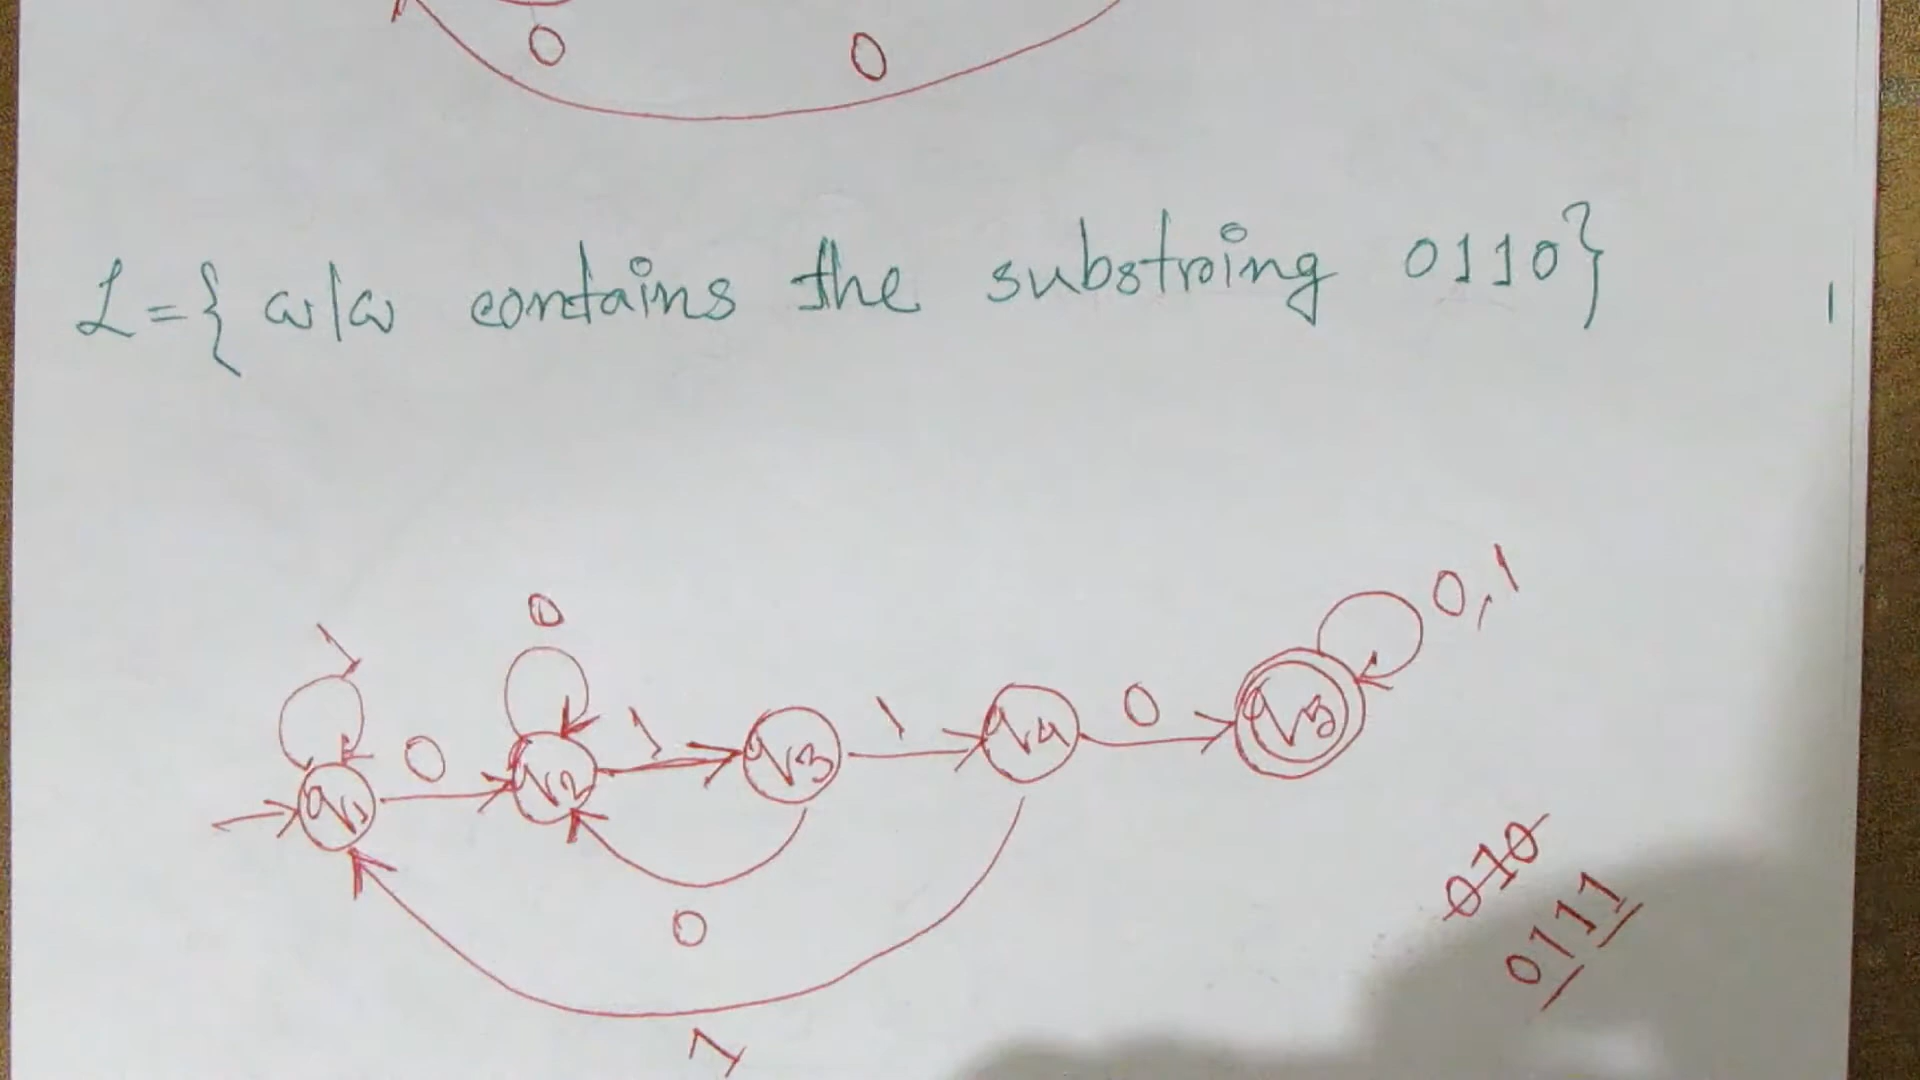 0 0
L={ω/ω contains the substring 0110}
1 0 0,1
0 1 1 0
q1 q2 q3 q4 q5
010
0111
0
1